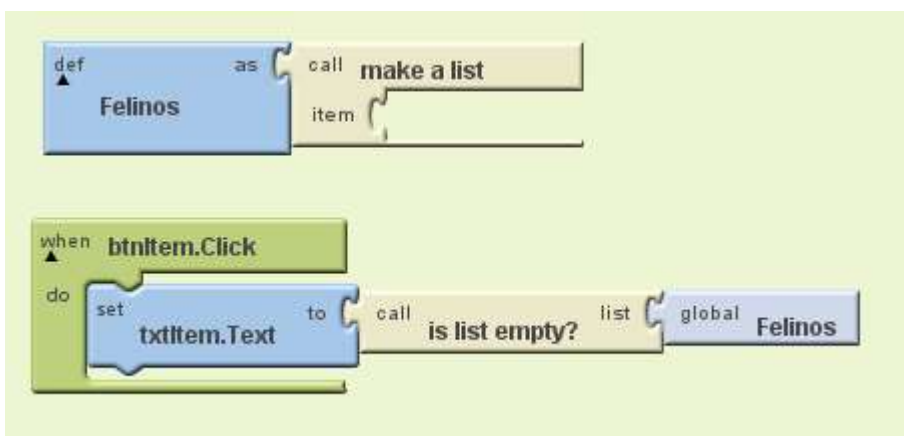 def as call make a list
Felinos item
when btnItem.Click
do set to call list global
txtItem.Text is list empty? Felinos